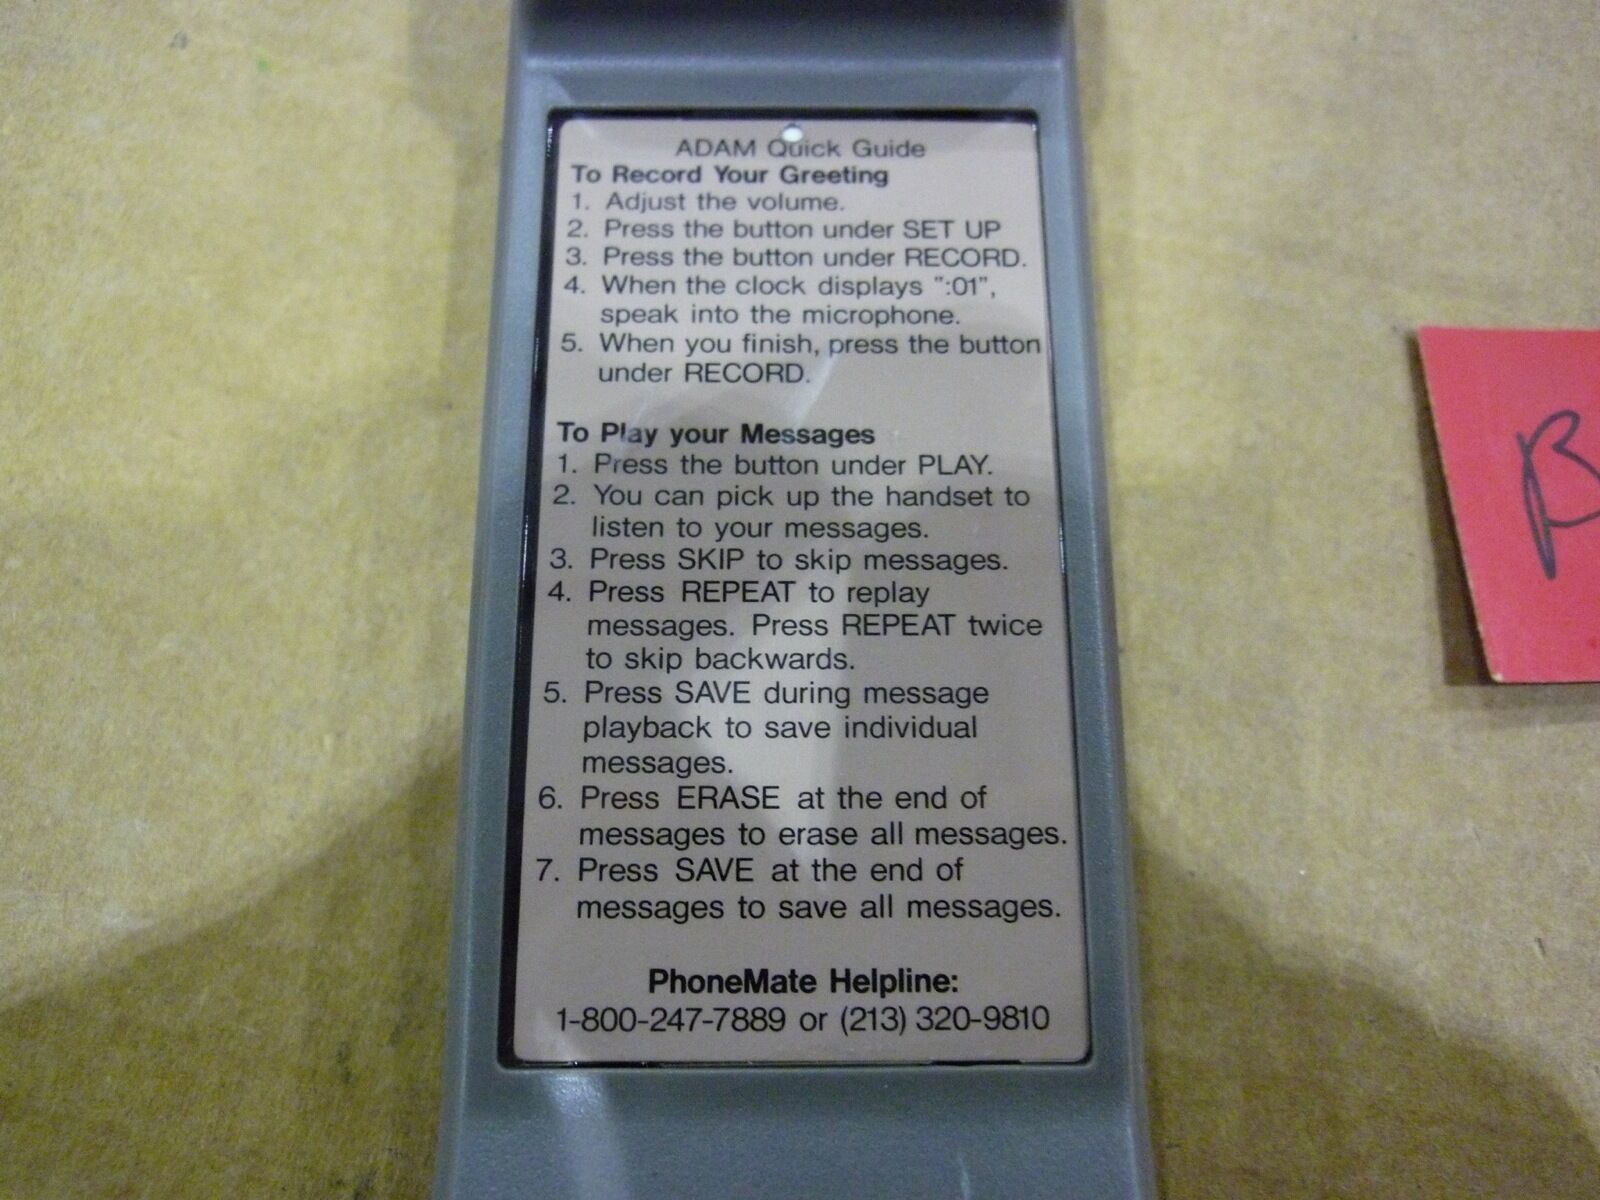 ADAM Quick Guide
To Record Your Greeting
1. Adjust the volume.
2. Press the button under SET UP
3. Press the button under RECORD.
4. When the clock displays ":01",
speak into the microphone.
5. When you finish, press the button
under RECORD.
To Play your Messages
1. Press the button under PLAY.
2. You can pick up the handset to
listen to your messages.
3. Press SKIP to skip messages.
4. Press REPEAT to replay
messages. Press REPEAT twice
to skip backwards.
5. Press SAVE during message
playback to save individual
messages.
6. Press ERASE at the end of
messages to erase all messages.
7. Press SAVE at the end of
messages to save all messages.
PhoneMate Helpline:
1-800-247-7889 or (213) 320-9810
B